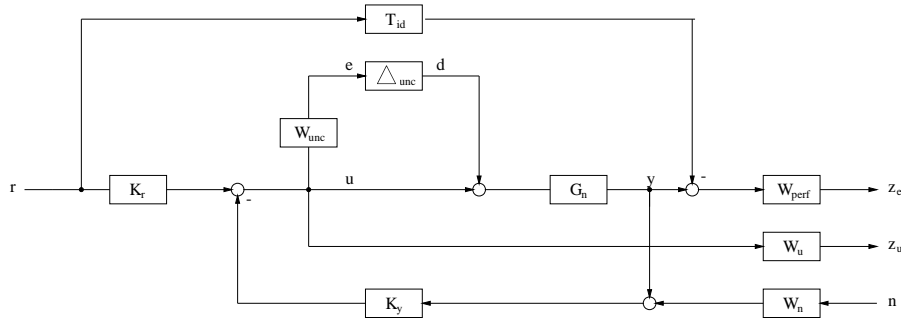 T_id
-
e
△_unc
d
W_unc
r
K_r
-
u
G_n
y
-
W_perf
z_e
W_u
z_u
K_y
W_n
n